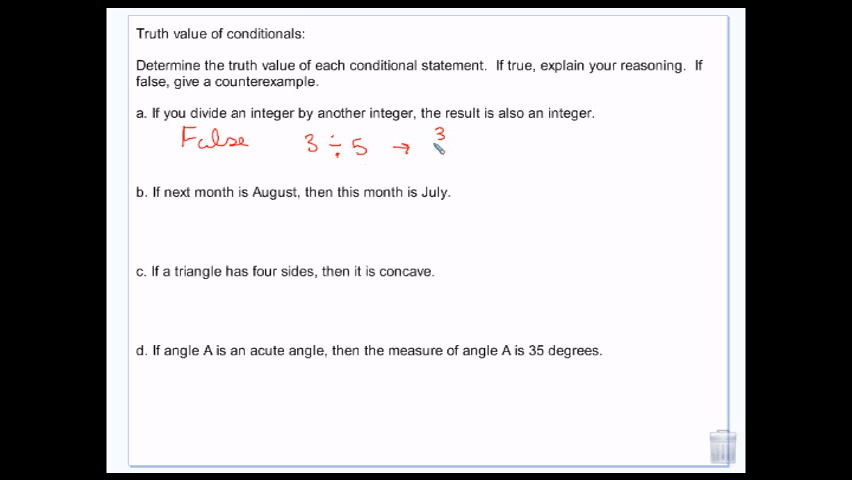 Truth value of conditionals:
Determine the truth value of each conditional statement. If true, explain your reasoning. If
false, give a counterexample.
a. If you divide an integer by another integer, the result is also an integer.
False 3 ÷ 5 → 3
b. If next month is August, then this month is July.
c. If a triangle has four sides, then it is concave.
d. If angle A is an acute angle, then the measure of angle A is 35 degrees.